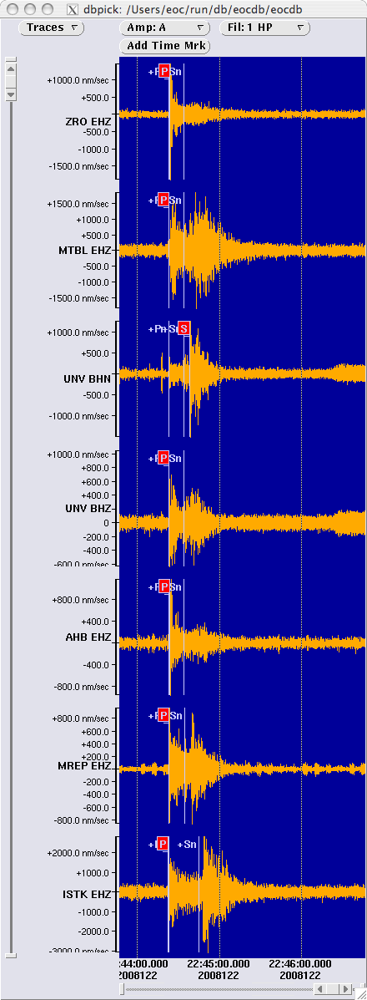 dbpick: /Users/eoc/run/db/eocdb/eocdb
Traces Amp: A Fil: 1 HP
Add Time Mrk
P Sn
+1000.0 nm/sec
+500.0
ZRO EHZ
-500.0
-1000.0
-1500.0 nm/sec
P Sn
+1500.0 nm/sec
+1000.0
+500.0
MTBL EHZ
-500.0
-1000.0
-1500.0 nm/sec
+Pn S
+1000.0 nm/sec
+500.0
UNV BHN
-500.0
-1000.0 nm/sec
P Sn
+1000.0 nm/sec
+800.0
+600.0
+400.0
UNV BHZ
0
-200.0
-400.0
-600.0 nm/sec
P Sn
+800.0 nm/sec
+400.0
AHB EHZ
-400.0
-800.0 nm/sec
P Sn
+800.0 nm/sec
+600.0
+400.0
+200.0
MREP EHZ
-200.0
-400.0
-600.0
-800.0 nm/sec
P +Sn
+2000.0 nm/sec
+1000.0
ISTK EHZ
-1000.0
-2000.0
-3000.0 nm/sec
:44:00.000 22:45:00.000 22:46:00.000
2008122 2008122 2008122